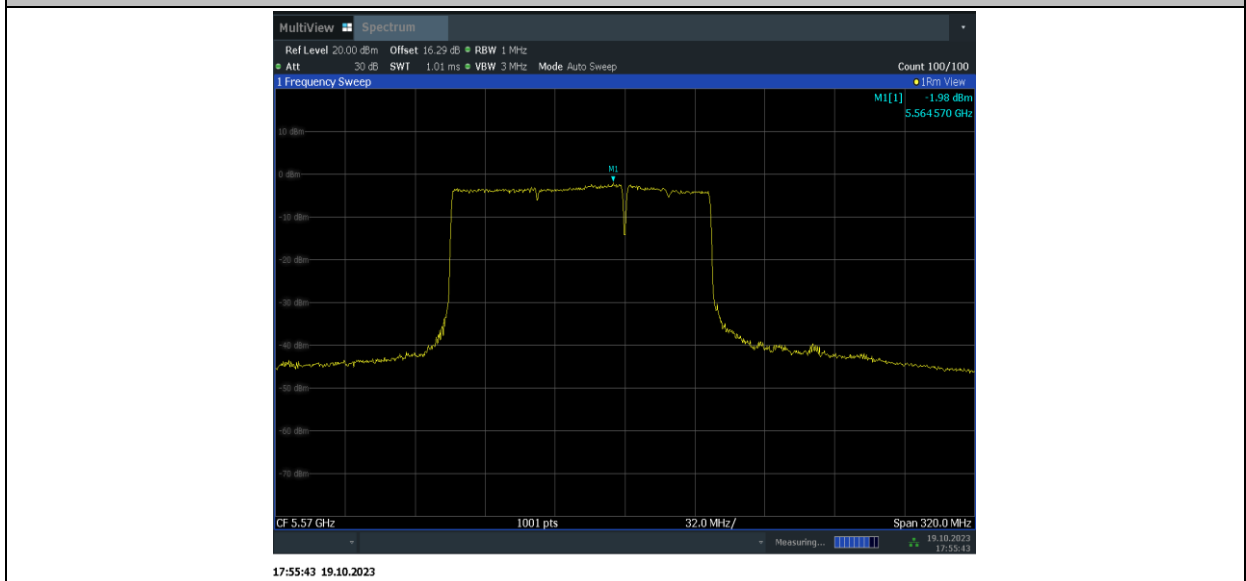 MultiView Spectrum
Ref Level 20.00 dBm Offset 16.29 dB RBW 1 MHz
Att 30 dB SWT 1.01 ms VBW 3 MHz Mode Auto Sweep Count 100/100
1 Frequency Sweep 1Rm View
M1[1] -1.98 dBm
5.564570 GHz
10 dBm
M1
0 dBm
-10 dBm
-20 dBm
-30 dBm
-40 dBm
-50 dBm
-60 dBm
-70 dBm
CF 5.57 GHz 1001 pts 32.0 MHz/ Span 320.0 MHz
Measuring... 19.10.2023
17:55:43
17:55:43 19.10.2023